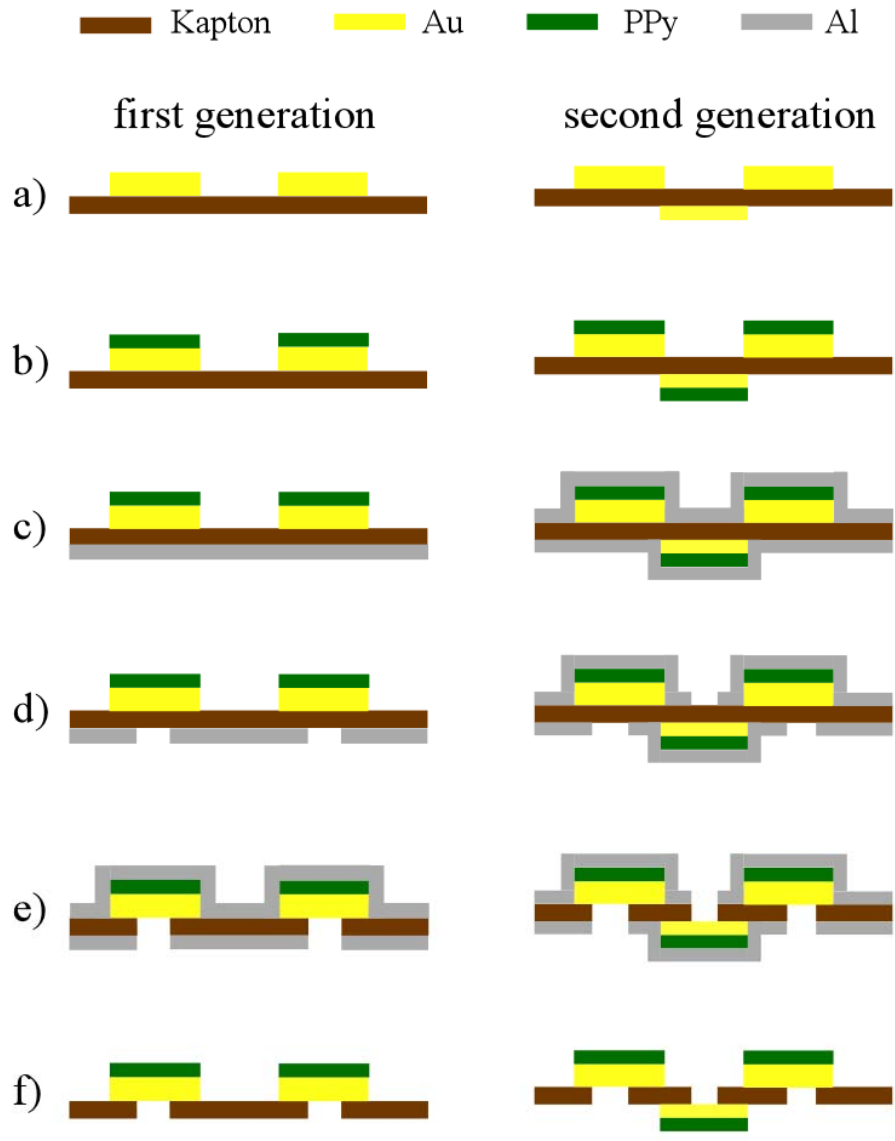 Kapton Au PPy Al
first generation second generation
a)
b)
c)
d)
e)
f)